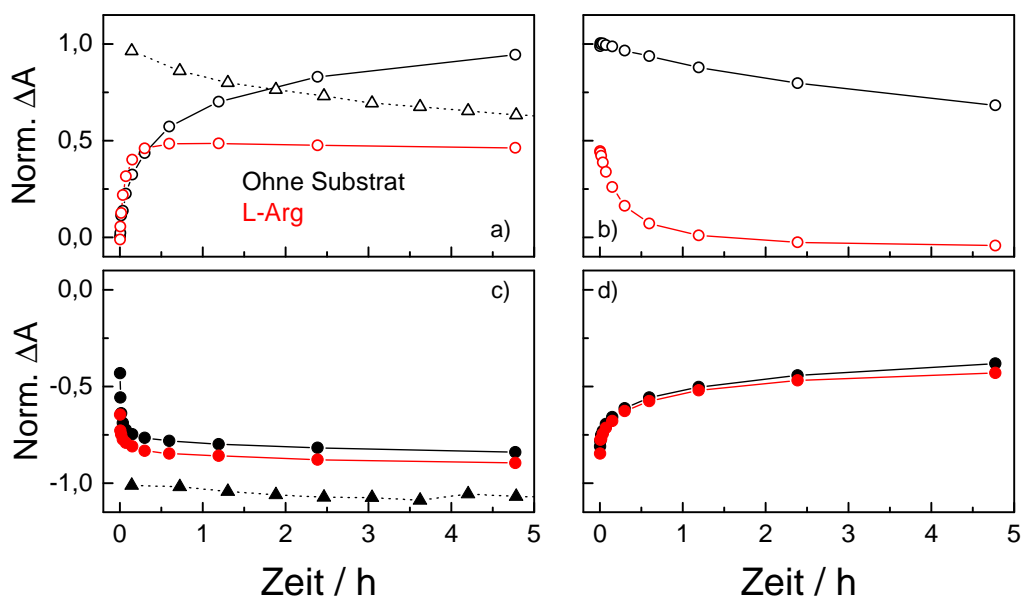 Norm. ΔA
1,0
0,5
0,0
Ohne Substrat
L-Arg
a)
b)
Norm. ΔA
0,0
-0,5
-1,0
c)
d)
0 1 2 3 4 5
0 1 2 3 4 5
Zeit / h
Zeit / h